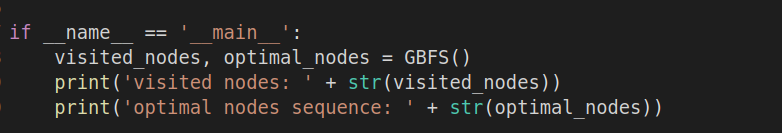 if __name__ == '__main__':
    visited_nodes, optimal_nodes = GBFS()
    print('visited nodes: ' + str(visited_nodes))
    print('optimal nodes sequence: ' + str(optimal_nodes))